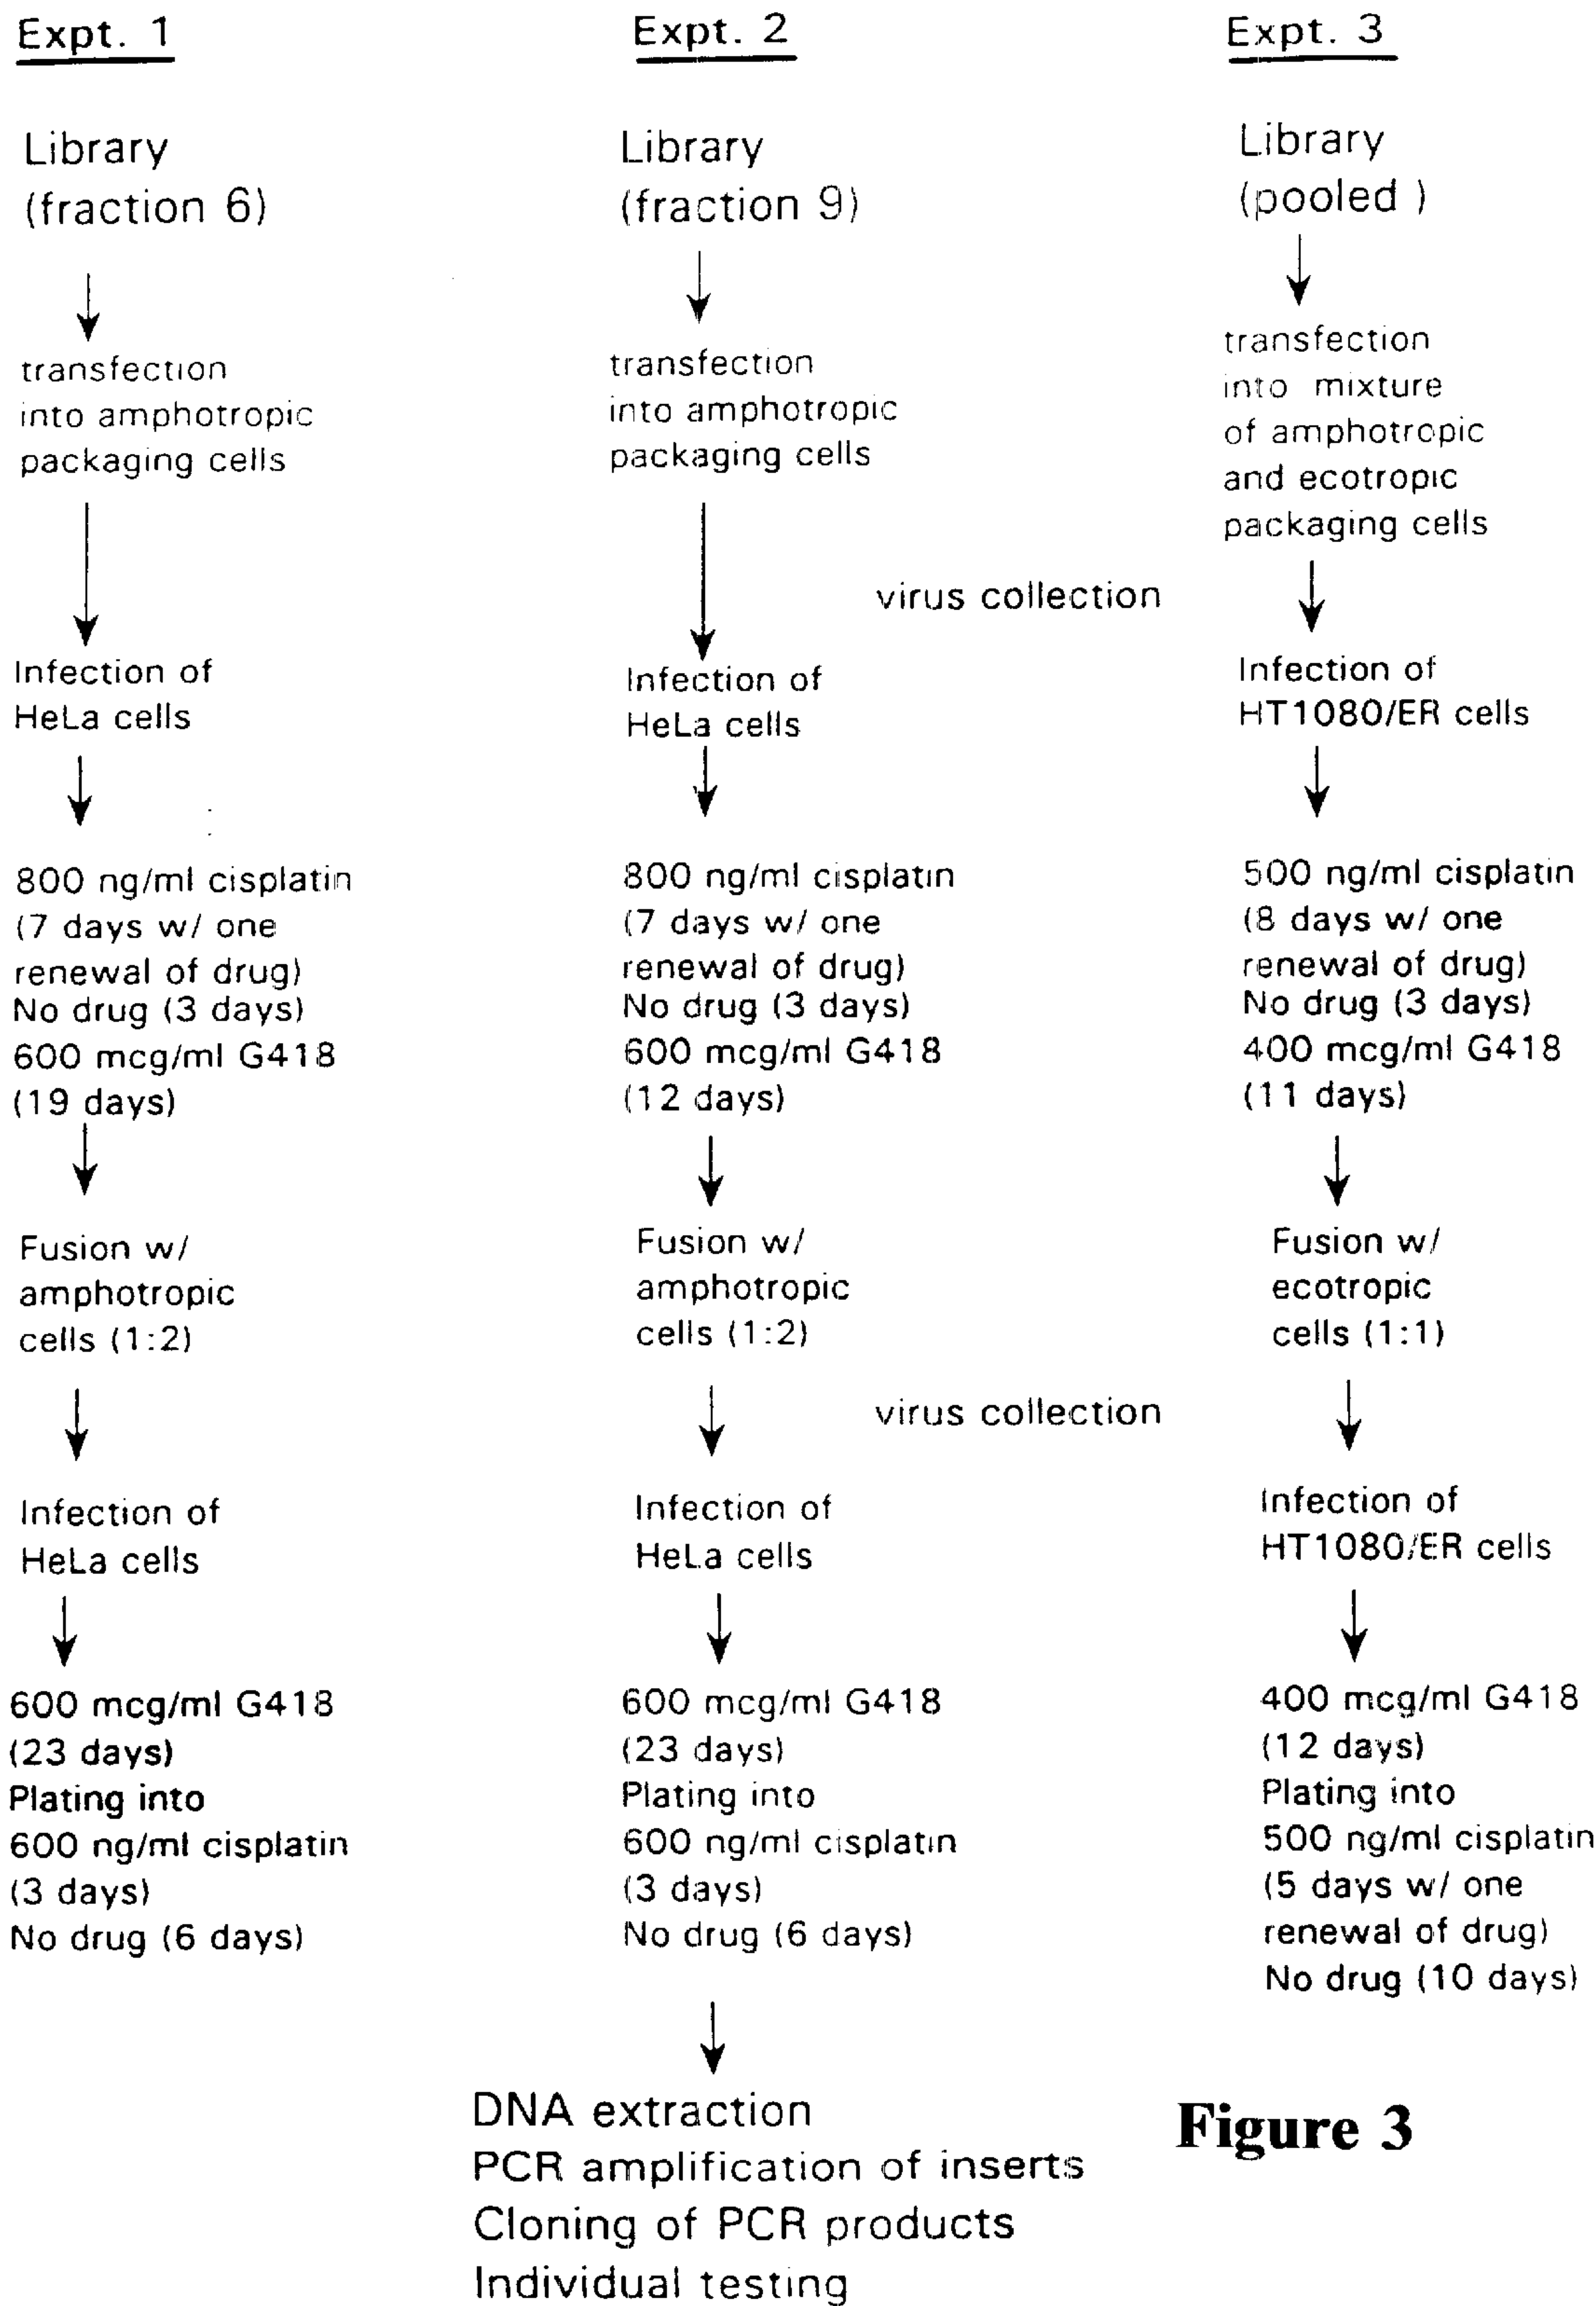 Expt. 1
Library
(fraction 6)
transfection
into amphotropic
packaging cells
Infection of
HeLa cells
800 ng/ml cisplatin
(7 days w/ one
renewal of drug)
No drug (3 days)
600 mcg/ml G418
(19 days)
Fusion w/
amphotropic
cells (1:2)
Infection of
HeLa cells
600 mcg/ml G418
(23 days)
Plating into
600 ng/ml cisplatin
(3 days)
No drug (6 days)
Expt. 2
Library
(fraction 9)
transfection
into amphotropic
packaging cells
virus collection
Infection of
HeLa cells
800 ng/ml cisplatin
(7 days w/ one
renewal of drug)
No drug (3 days)
600 mcg/ml G418
(12 days)
Fusion w/
amphotropic
cells (1:2)
virus collection
Infection of
HeLa cells
600 mcg/ml G418
(23 days)
Plating into
600 ng/ml cisplatin
(3 days)
No drug (6 days)
Expt. 3
Library
(pooled )
transfection
into mixture
of amphotropic
and ecotropic
packaging cells
Infection of
HT1080/ER cells
500 ng/ml cisplatin
(8 days w/ one
renewal of drug)
No drug (3 days)
400 mcg/ml G418
(11 days)
Fusion w/
ecotropic
cells (1:1)
Infection of
HT1080/ER cells
400 mcg/ml G418
(12 days)
Plating into
500 ng/ml cisplatin
(5 days w/ one
renewal of drug)
No drug (10 days)
DNA extraction
PCR amplification of inserts
Cloning of PCR products
Individual testing
Figure 3